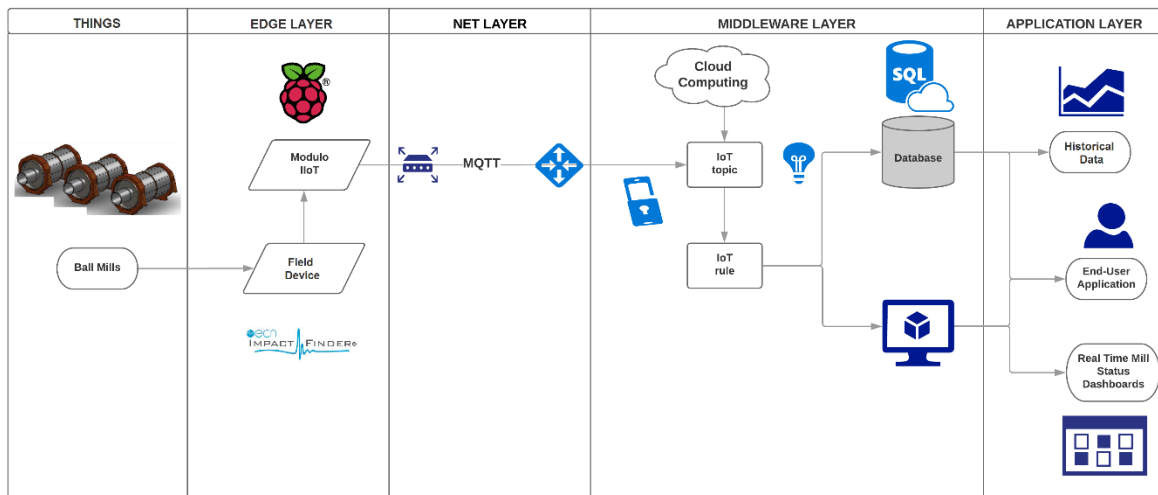 THINGS
EDGE LAYER
NET LAYER
MIDDLEWARE LAYER
APPLICATION LAYER
®
Cloud
Computing
SQL
Modulo
IIoT
MQTT
IoT
topic
Database
Historical
Data
Ball Mills
Field
Device
IoT
rule
End-User
Application
ecn
IMPACT FINDER®
Real Time Mill
Status
Dashboards